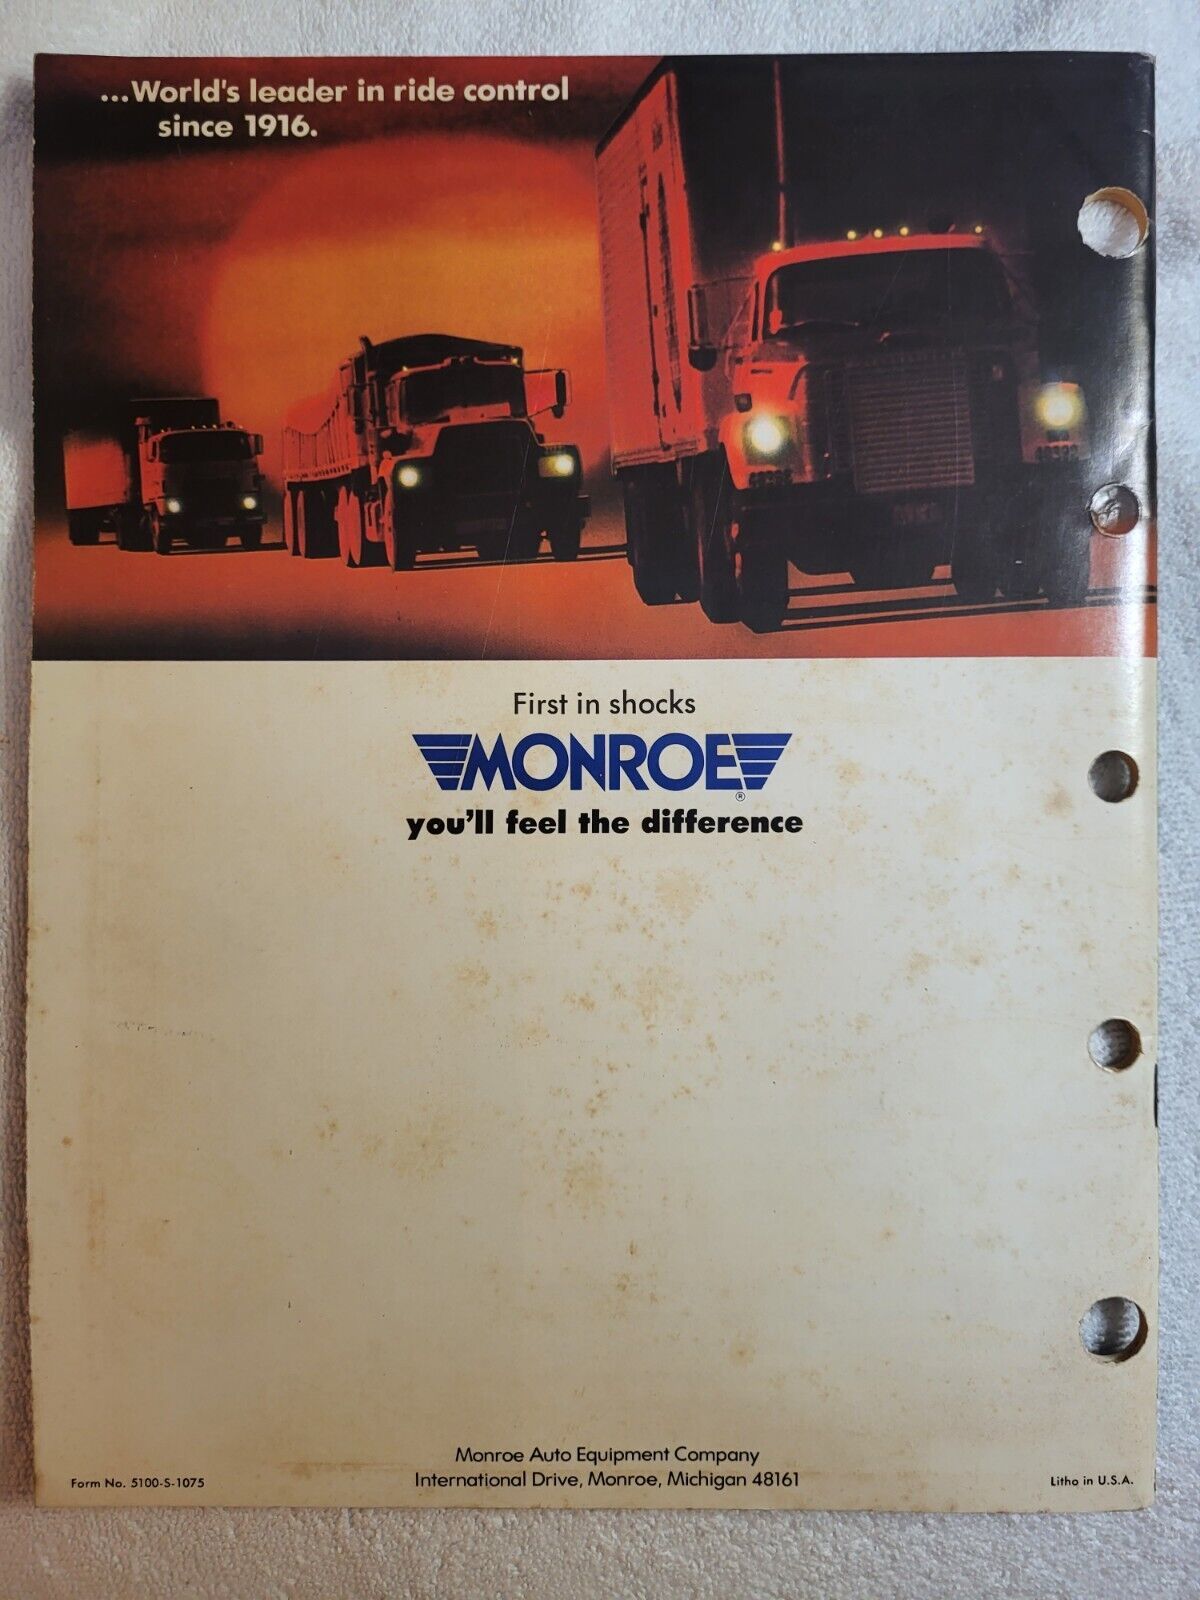 ...World's leader in ride control
since 1916.
First in shocks
MONROE®
you'll feel the difference
Monroe Auto Equipment Company
International Drive, Monroe, Michigan 48161
Form No. 5100-S-1075
Litho in U.S.A.